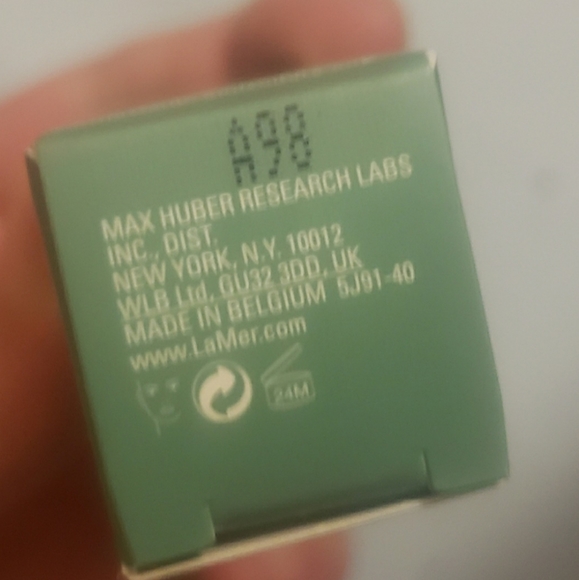 A98
MAX HUBER RESEARCH LABS
INC., DIST.
NEW YORK, N.Y. 10012
WLB Ltd, GU32 3DD, UK
MADE IN BELGIUM 5J91-40
www.LaMer.com
24M